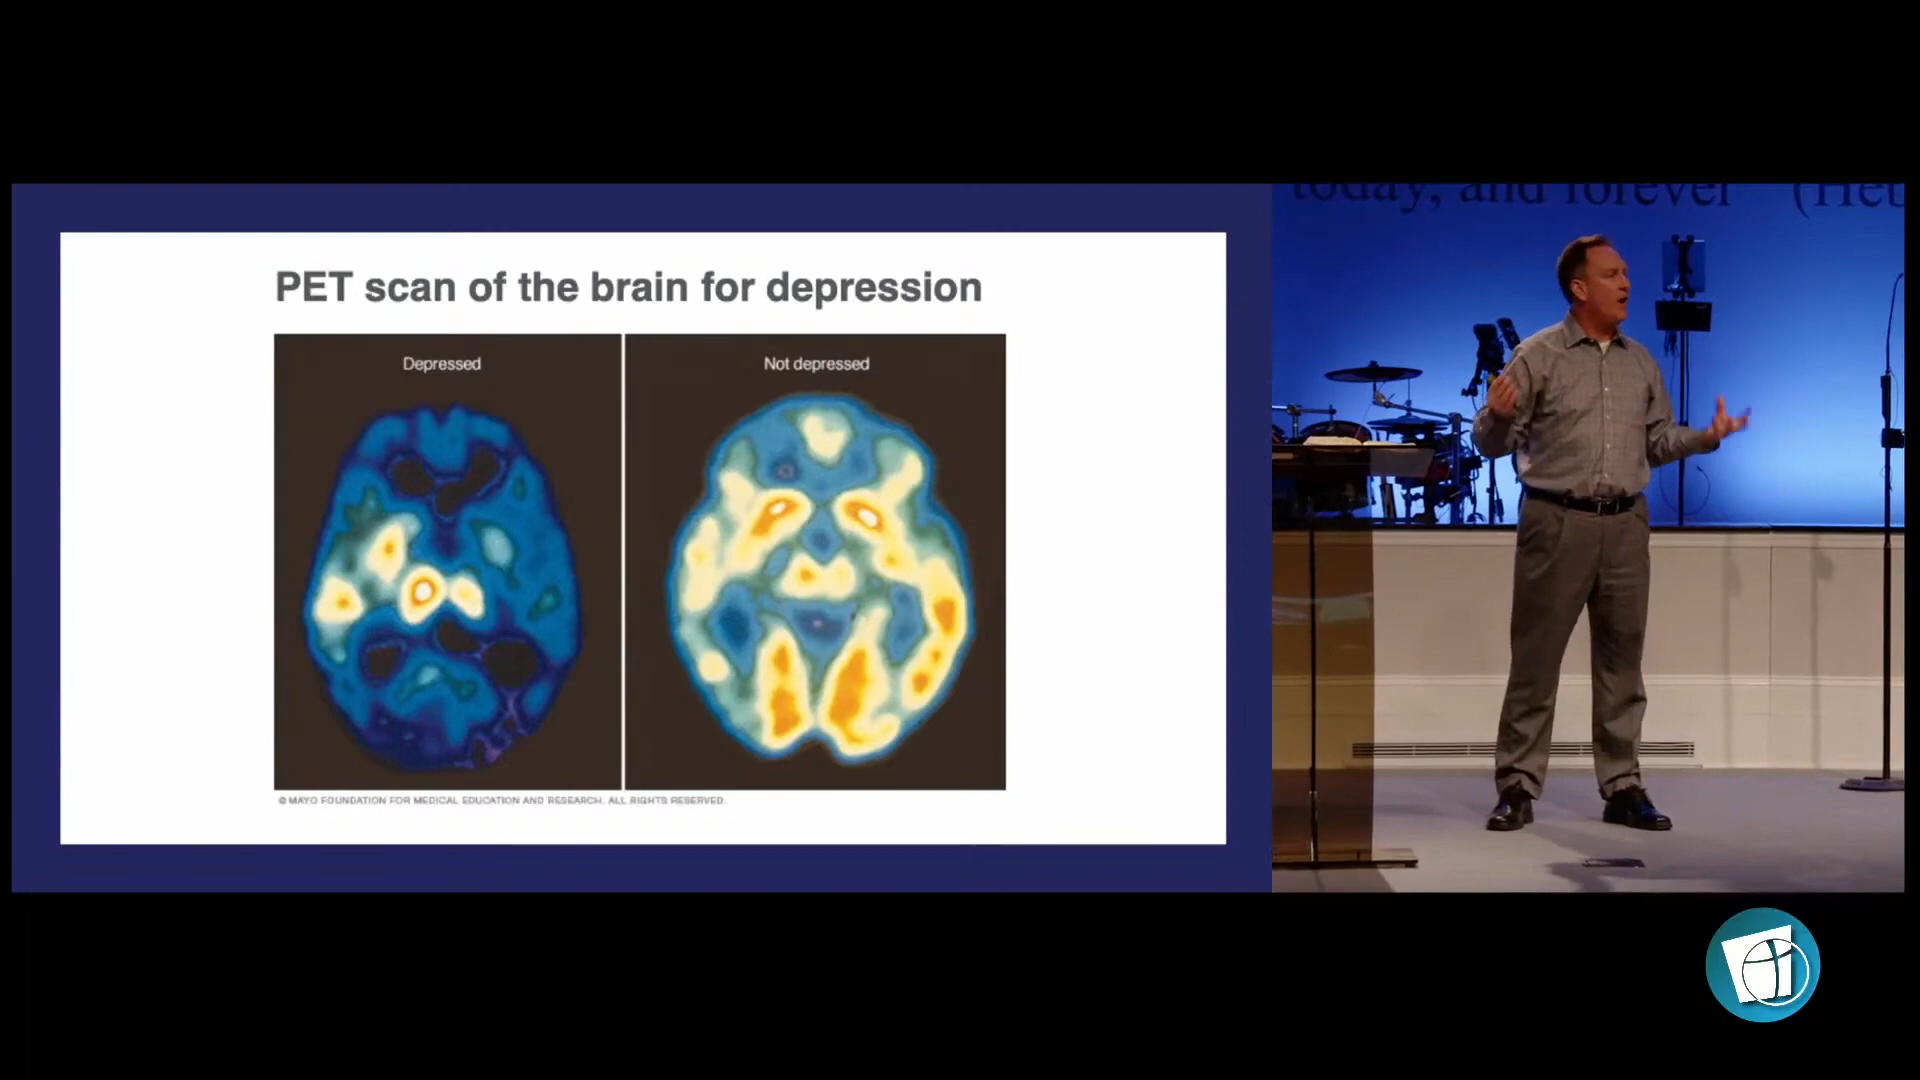 PET scan of the brain for depression
Depressed
Not depressed
© MAYO FOUNDATION FOR MEDICAL EDUCATION AND RESEARCH. ALL RIGHTS RESERVED.
today, and forever" (Heb